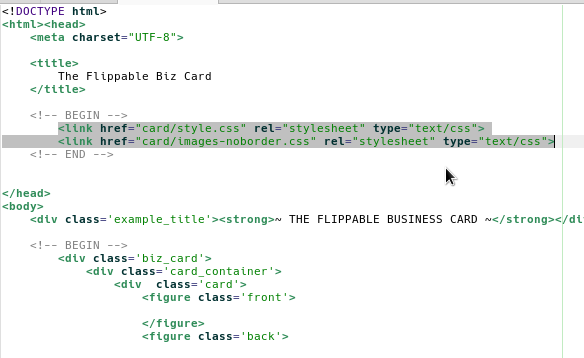 <!DOCTYPE html>
<html><head>
    <meta charset="UTF-8">
    <title>
        The Flippable Biz Card
    </title>
    <!-- BEGIN -->
        <link href="card/style.css" rel="stylesheet" type="text/css">
        <link href="card/images-noborder.css" rel="stylesheet" type="text/css">
    <!-- END -->
</head>
<body>
    <div class='example_title'><strong>~ THE FLIPPABLE BUSINESS CARD ~</strong></di
    <!-- BEGIN -->
        <div class='biz_card'>
            <div class='card_container'>
                <div  class='card'>
                    <figure class='front'>
                    </figure>
                    <figure class='back'>